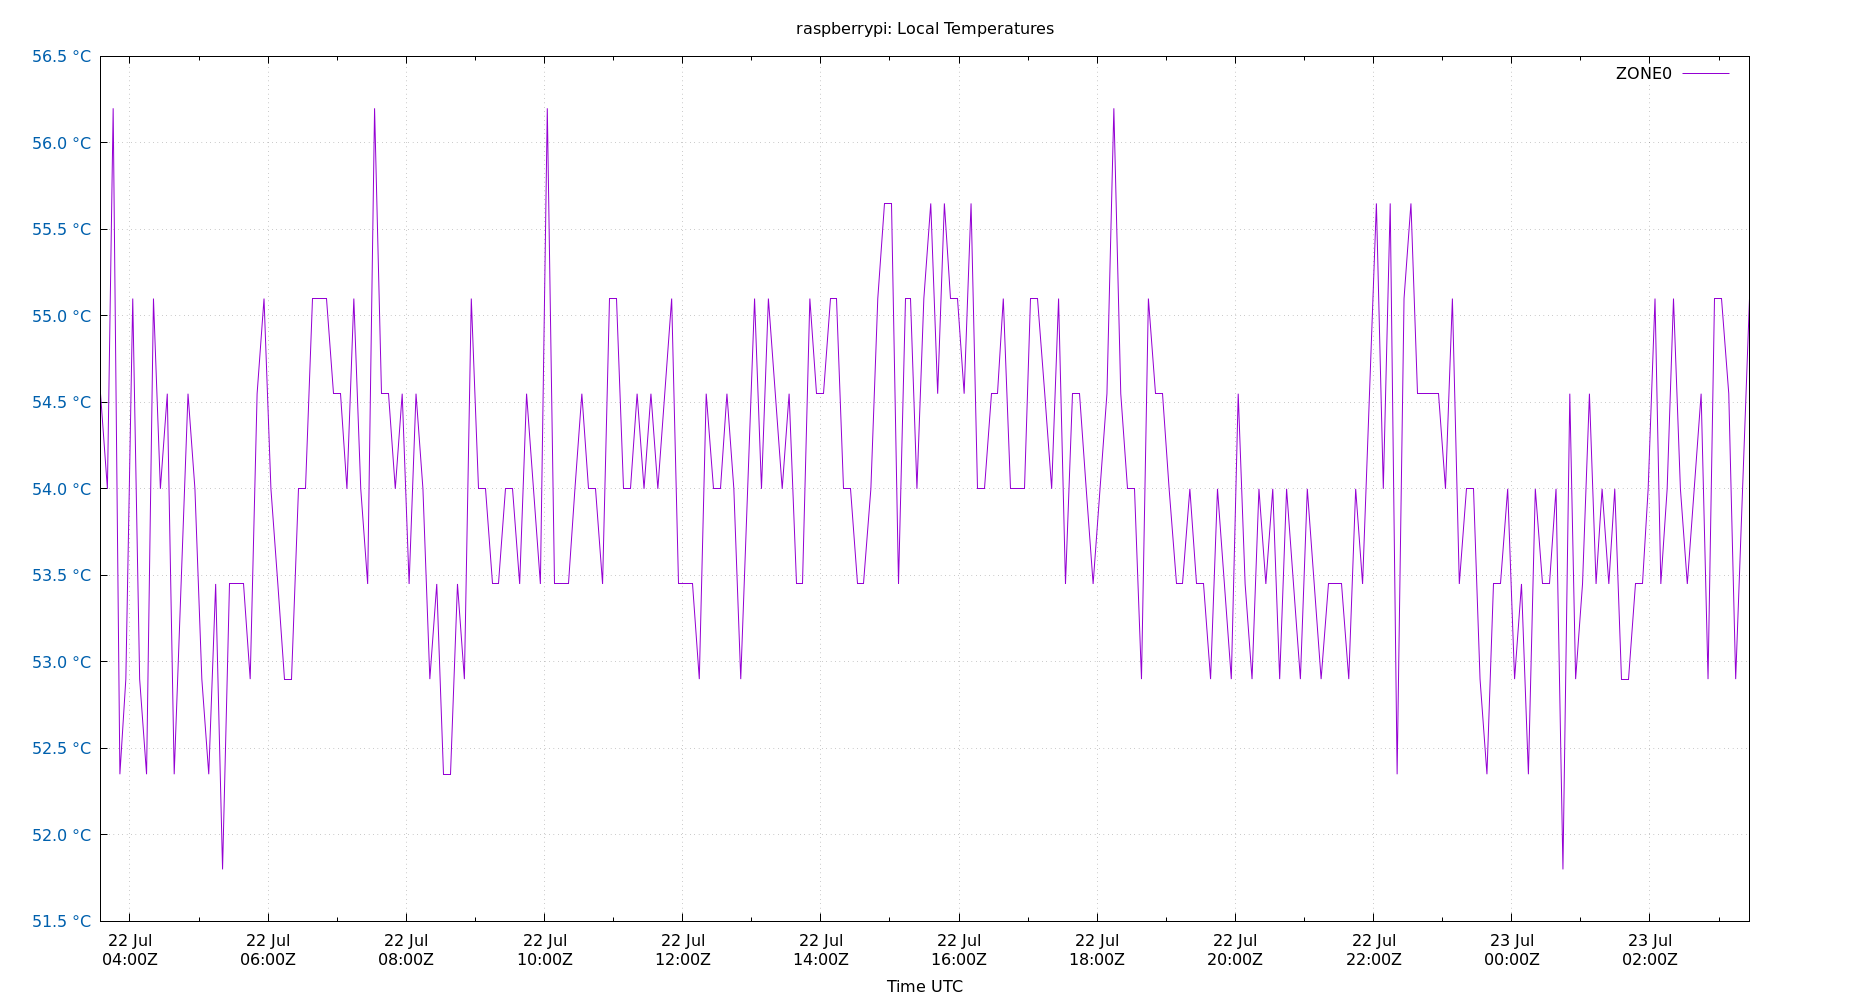 raspberrypi: Local Temperatures
ZONE0
56.5 °C
56.0 °C
55.5 °C
55.0 °C
54.5 °C
54.0 °C
53.5 °C
53.0 °C
52.5 °C
52.0 °C
51.5 °C
22 Jul
04:00Z
22 Jul
06:00Z
22 Jul
08:00Z
22 Jul
10:00Z
22 Jul
12:00Z
22 Jul
14:00Z
22 Jul
16:00Z
22 Jul
18:00Z
22 Jul
20:00Z
22 Jul
22:00Z
23 Jul
00:00Z
23 Jul
02:00Z
Time UTC